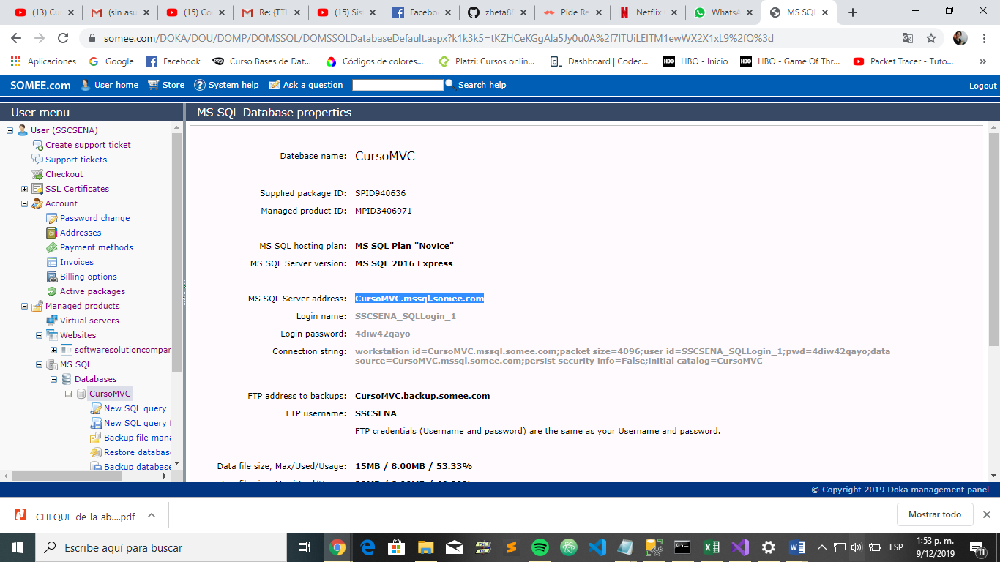 (13) Cu
(sin asu
(15) Co
Re: {TTI
(15) Sis
Facebo
zheta88
Pide Re
Netflix
WhatsA
MS SQL
somee.com/DOKA/DOU/DOMP/DOMSSQL/DOMSSQLDatabaseDefault.aspx?k1k3k5=tKZHCeKGgAla5Jy0u0A%2f7ITUiLEITM1ewWX2X1xL9%2fQ%3d
Aplicaciones
Google
Facebook
Curso Bases de Dat...
Códigos de colores...
Platzi: Cursos onlin...
Dashboard | Codec...
HBO - Inicio
HBO - Game Of Thr...
Packet Tracer - Tuto...
»
SOMEE.com
User home
Store
System help
Ask a question
Search help
Logout
User menu
User (SSCSENA)
Create support ticket
Support tickets
Checkout
SSL Certificates
Account
Password change
Addresses
Payment methods
Invoices
Billing options
Active packages
Managed products
Virtual servers
Websites
softwaresolutioncompar
MS SQL
Databases
CursoMVC
New SQL query
New SQL query f
Backup file mana
Restore databas
Backup database
MS SQL Database properties
Datebase name: CursoMVC
Supplied package ID: SPID940636
Managed product ID: MPID3406971
MS SQL hosting plan: MS SQL Plan "Novice"
MS SQL Server version: MS SQL 2016 Express
MS SQL Server address: CursoMVC.mssql.somee.com
Login name: SSCSENA_SQLLogin_1
Login password: 4diw42qayo
Connection string: workstation id=CursoMVC.mssql.somee.com;packet size=4096;user id=SSCSENA_SQLLogin_1;pwd=4diw42qayo;data
source=CursoMVC.mssql.somee.com;persist security info=False;initial catalog=CursoMVC
FTP address to backups: CursoMVC.backup.somee.com
FTP username: SSCSENA
FTP credentials (Username and password) are the same as your Username and password.
Data file size, Max/Used/Usage: 15MB / 8.00MB / 53.33%
© Copyright 2019 Doka management panel
CHEQUE-de-la-ab....pdf
Mostrar todo
Escribe aquí para buscar
ESP
1:53 p. m.
9/12/2019
11